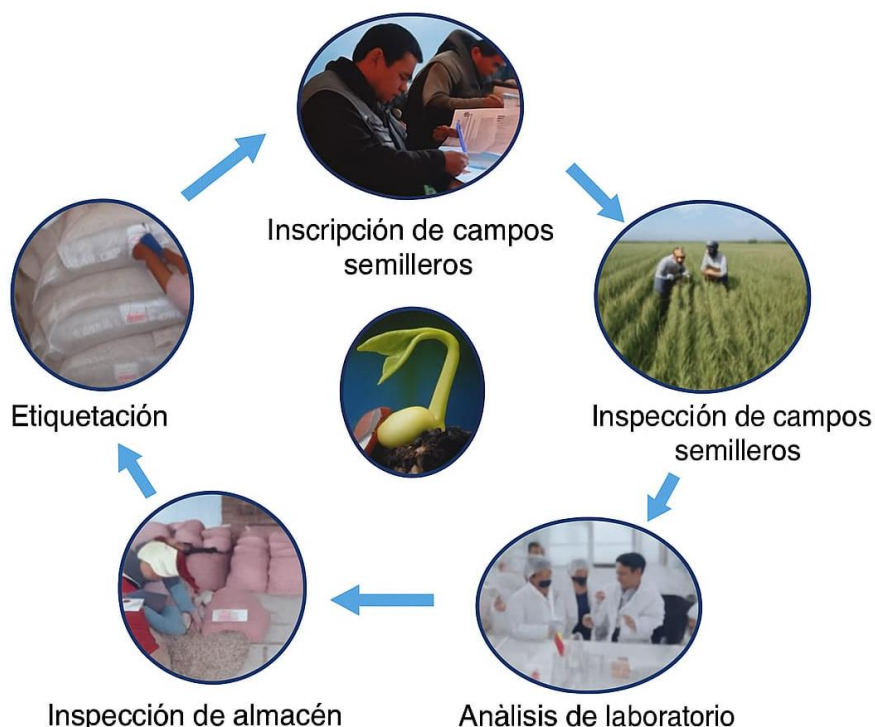 Inscripción de campos
semilleros
Inspección de campos
semilleros
Anàlisis de laboratorio
Inspección de almacén
Etiquetación